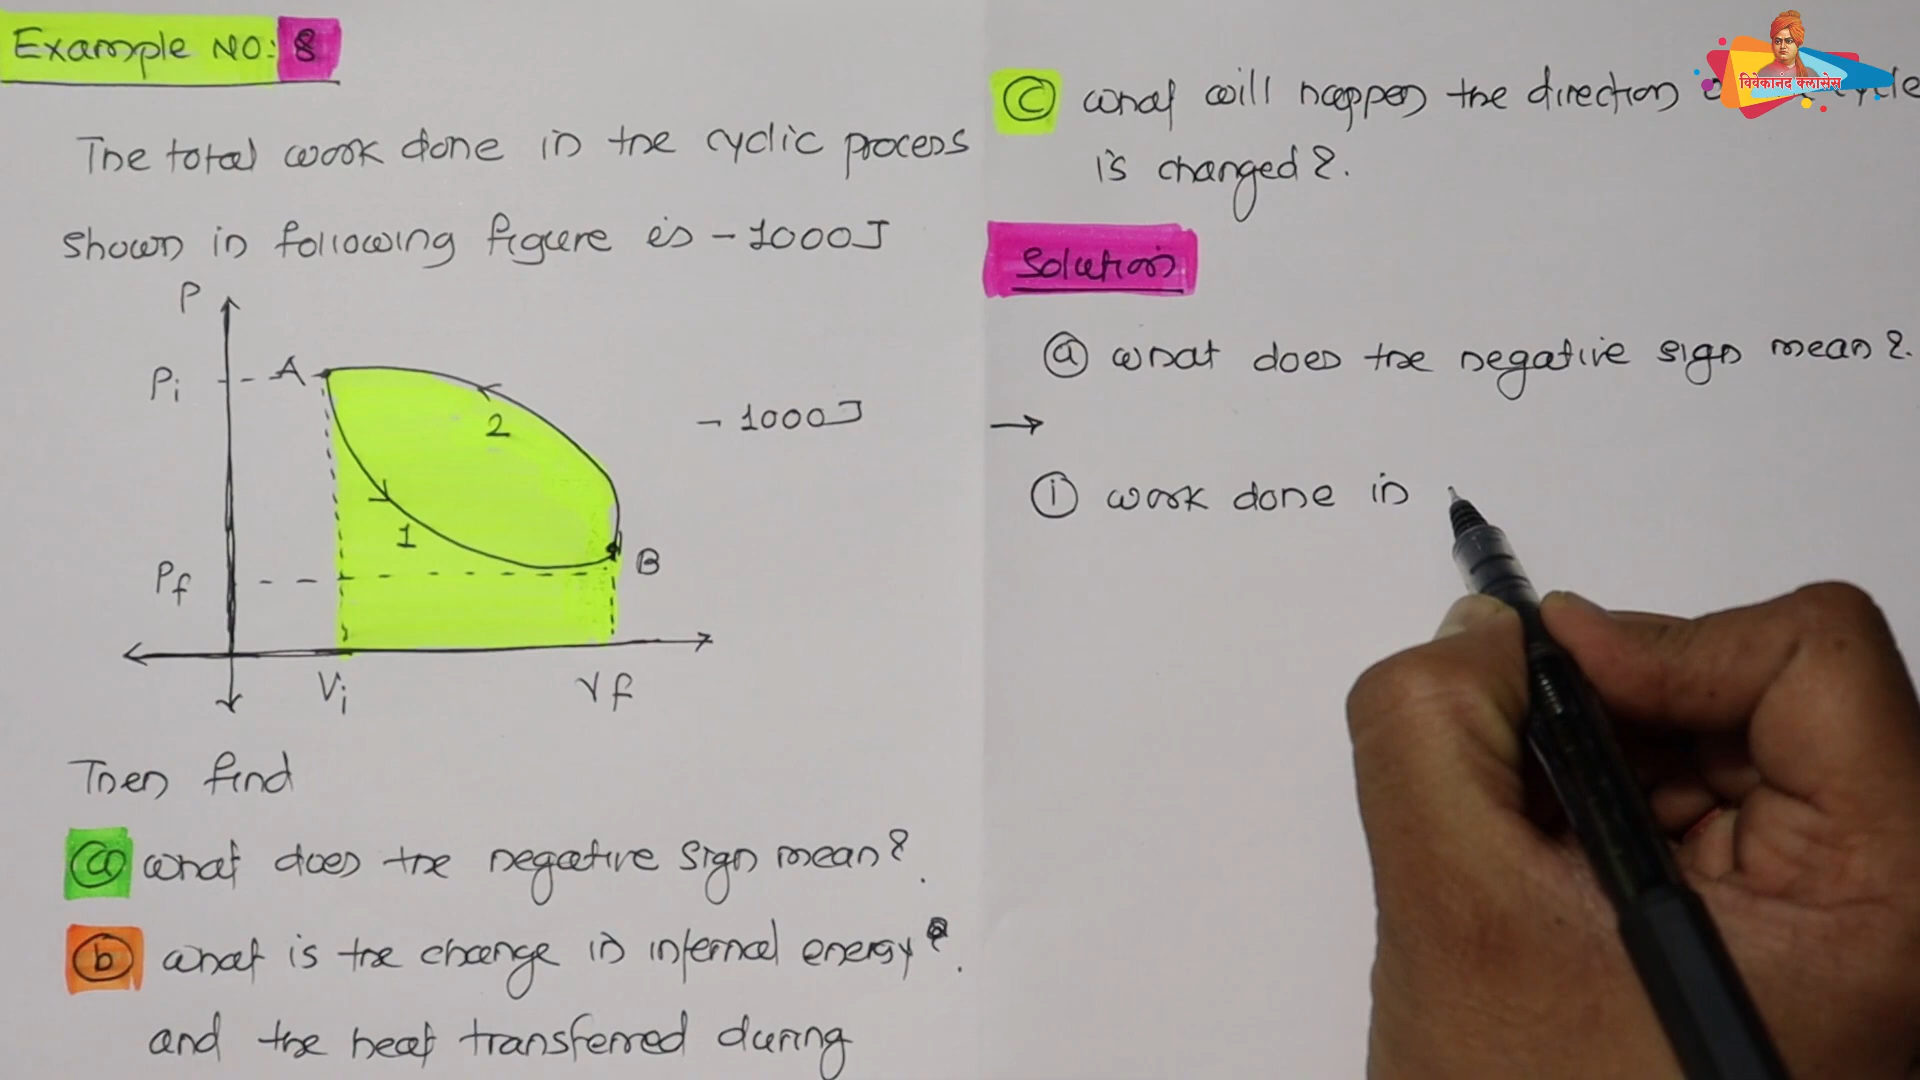 Example NO: 8
The total work done in the cyclic process
shown in following figure is - 1000J
P
Pi
A
2
- 1000J
1
B
Pf
Vi
Vf
Then find
(a) what does the negative sign mean?
(b) what is the change in internal energy?
and the heat transferred during
विवेकानंद क्लासेस
(c) what will happen the direction
is changed?.
Solution
(a) what does the negative sign mean?.
→
(i) work done in